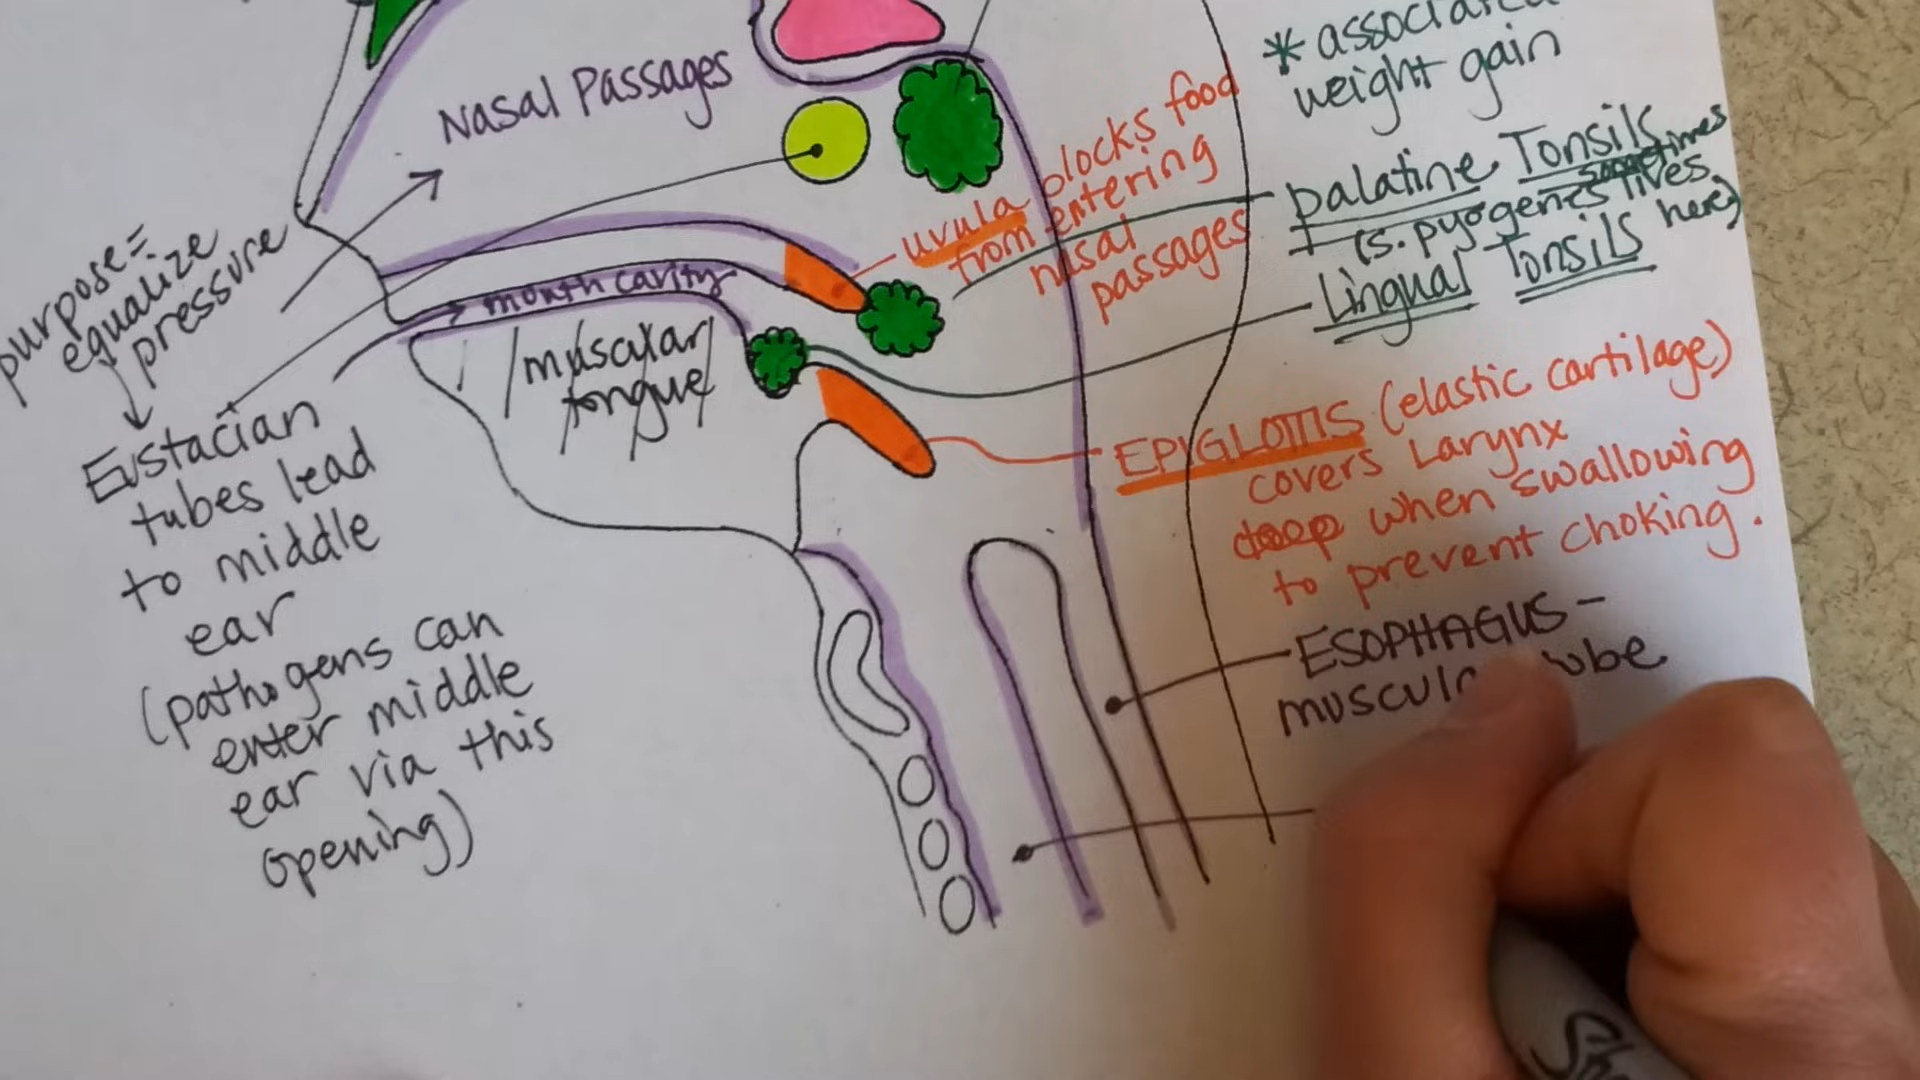 Nasal Passages
purpose=
equalize
pressure
Eustacian
tubes lead
to middle
ear
(pathogens can
enter middle
ear via this
opening)
mouth cavity
muscular
tongue
uvula blocks food
from entering
nasal
passages
* associated
weight gain
palatine Tonsils
sometimes
(s. pyogenes lives
here)
Lingual Tonsils
EPIGLOTTIS (elastic cartilage)
covers Larynx
when swallowing
to prevent choking.
ESOPHAGUS -